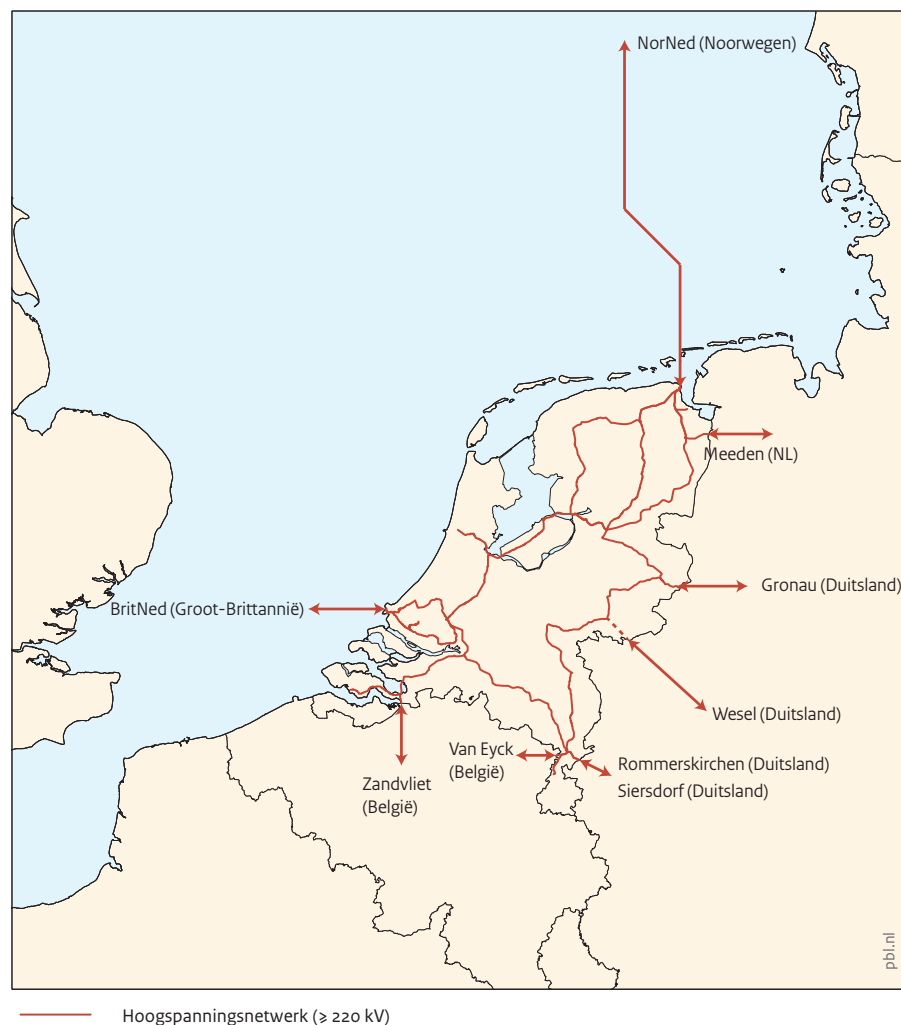 NorNed (Noorwegen)
Meeden (NL)
Gronau (Duitsland)
BritNed (Groot-Brittannië)
Wesel (Duitsland)
Van Eyck
(België)
Rommerskirchen (Duitsland)
Siersdorf (Duitsland)
Zandvliet
(België)
pbl.nl
Hoogspanningsnetwerk (⩾ 220 kV)